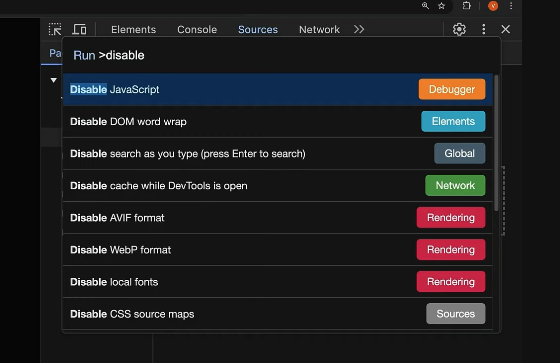 V
Elements Console Sources Network
Pa
Run >disable
Disable JavaScript Debugger
Disable DOM word wrap Elements
Disable search as you type (press Enter to search) Global
Disable cache while DevTools is open Network
Disable AVIF format Rendering
Disable WebP format Rendering
Disable local fonts Rendering
Disable CSS source maps Sources